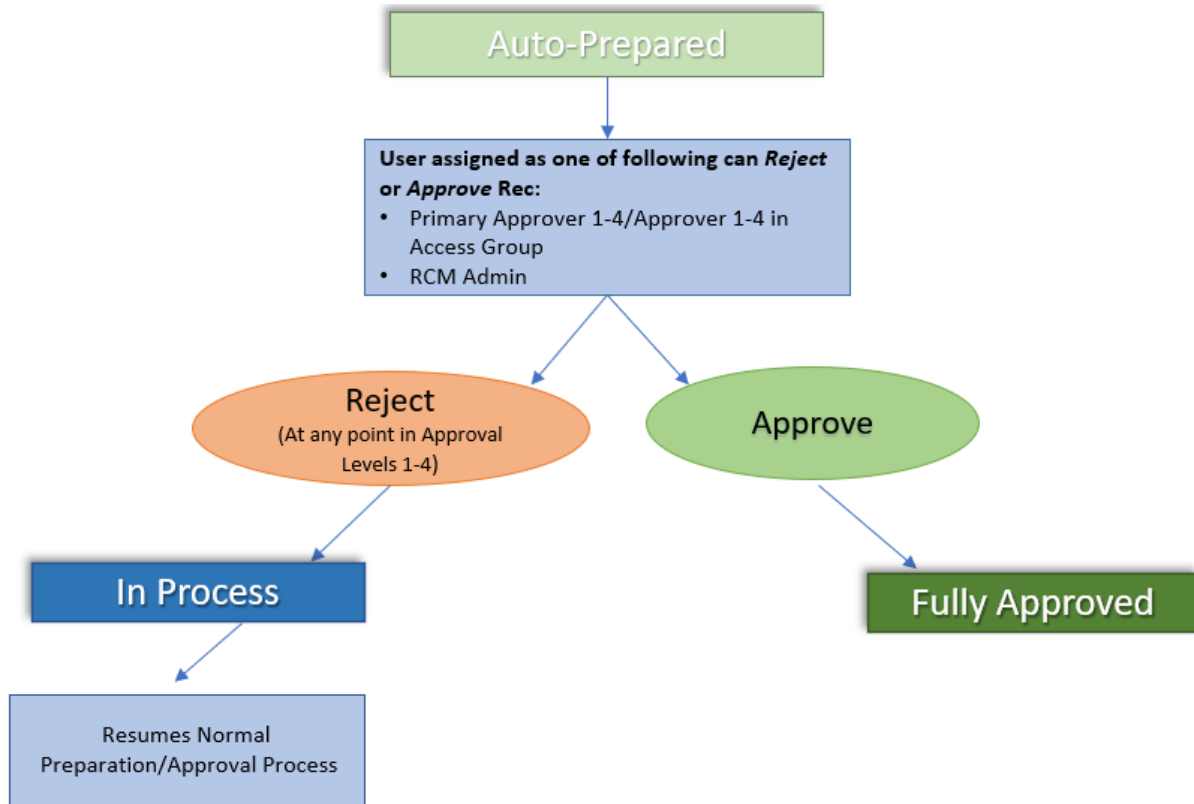 Auto-Prepared
User assigned as one of following can Reject
or Approve Rec:
• Primary Approver 1-4/Approver 1-4 in
Access Group
• RCM Admin
Reject
(At any point in Approval
Levels 1-4)
Approve
In Process
Fully Approved
Resumes Normal
Preparation/Approval Process